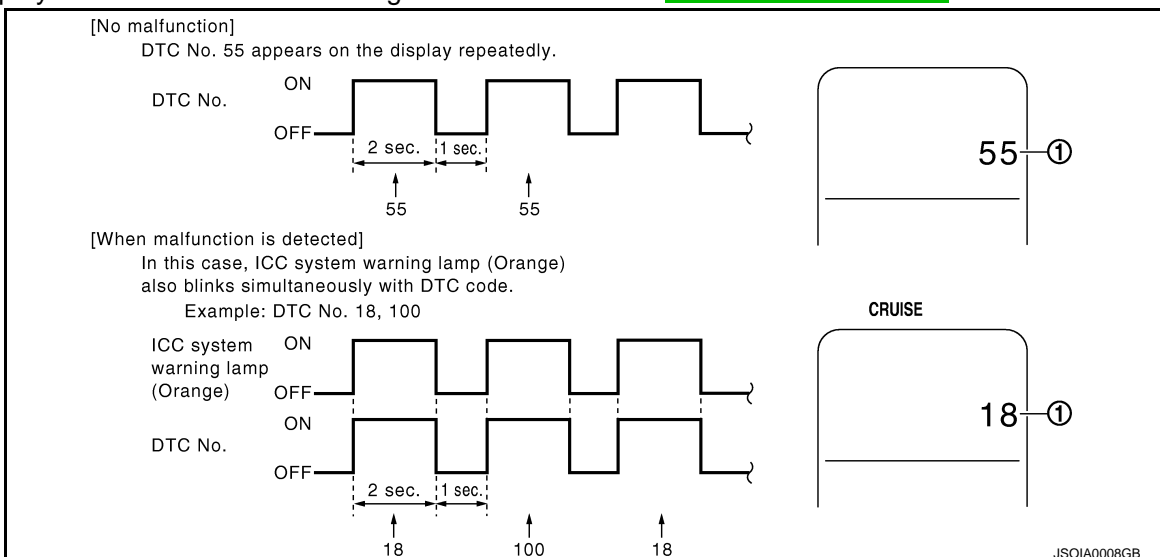 [No malfunction]
DTC No. 55 appears on the display repeatedly.
ON
DTC No.
OFF
2 sec.
1 sec.
55
55
55
1
[When malfunction is detected]
In this case, ICC system warning lamp (Orange)
also blinks simultaneously with DTC code.
Example: DTC No. 18, 100
CRUISE
ICC system
warning lamp
(Orange)
ON
OFF
ON
DTC No.
OFF
2 sec.
1 sec.
18
100
18
18
1
JSOIA0008GB